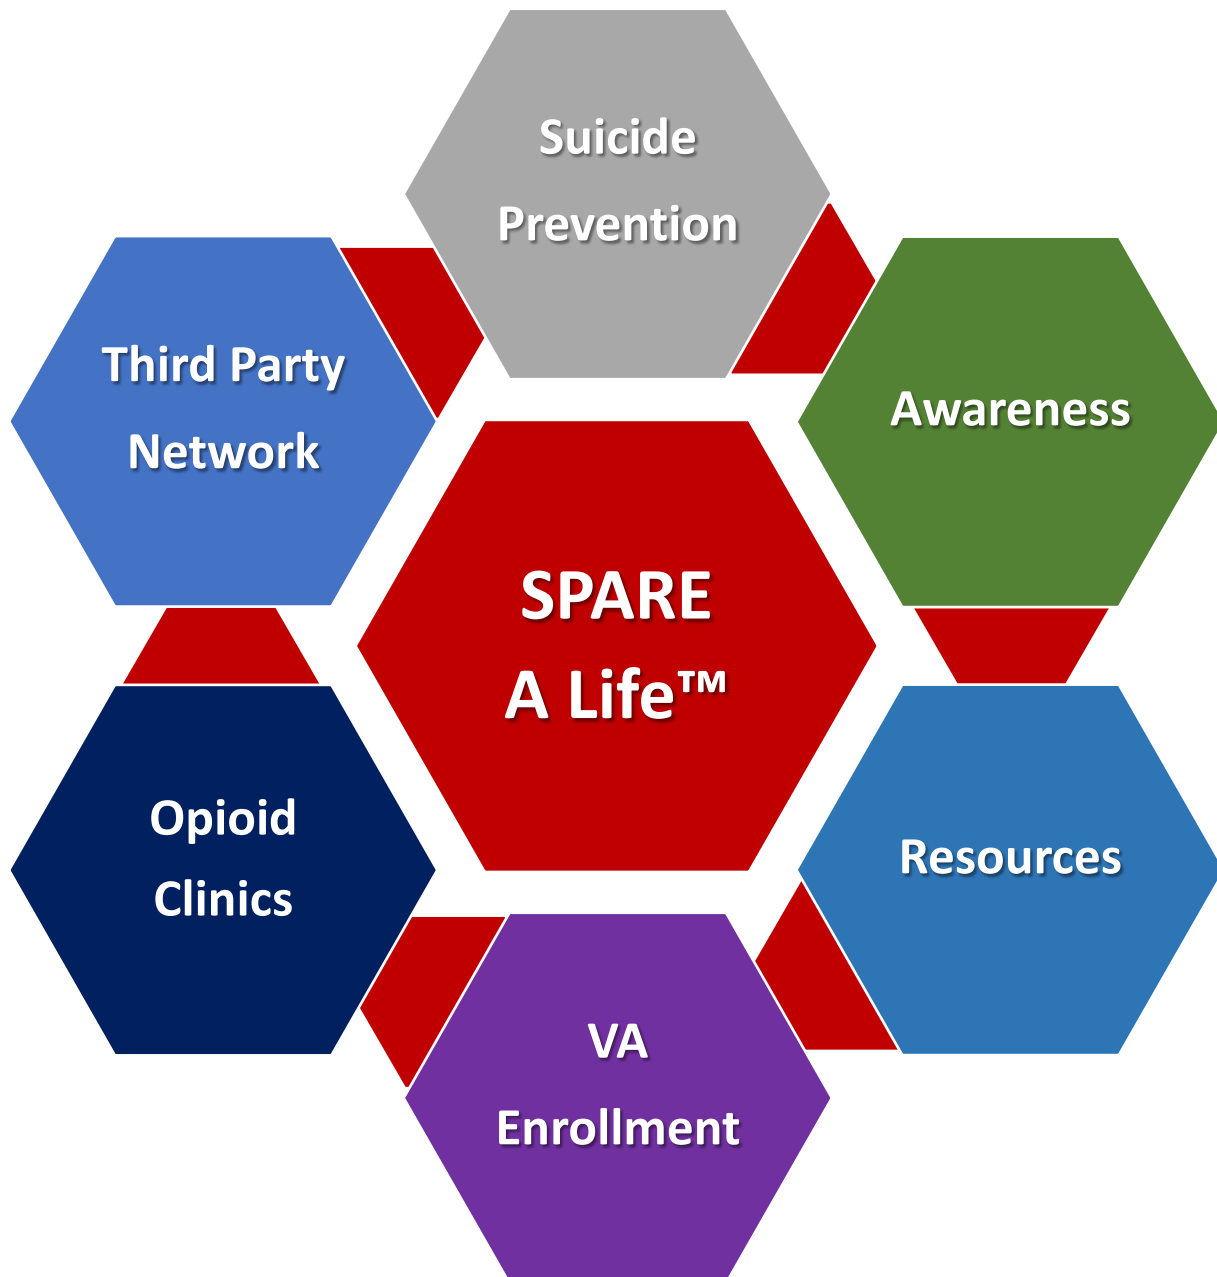 Suicide
Prevention
Third Party
Network
Awareness
SPARE
A Life™
Opioid
Clinics
Resources
VA
Enrollment